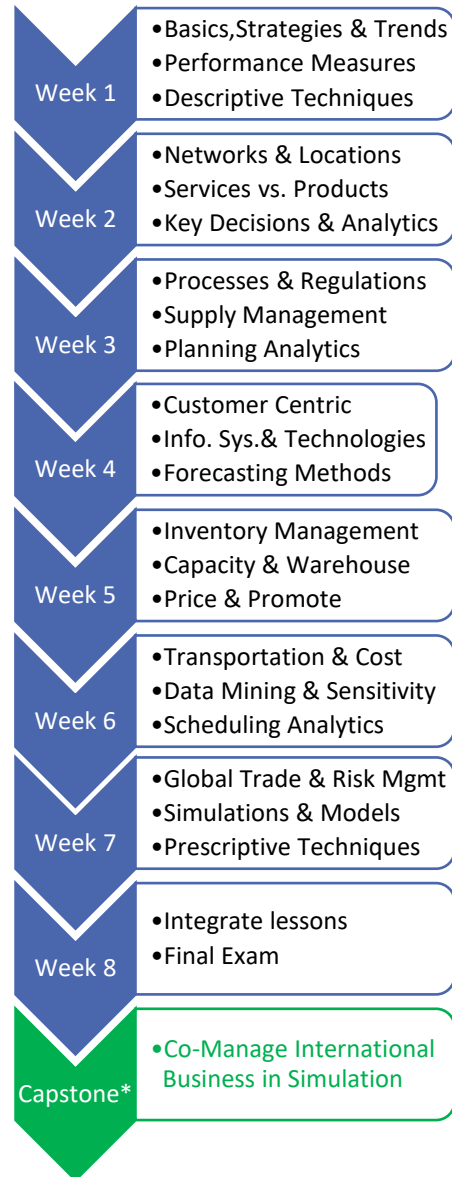 Week 1
•Basics,Strategies & Trends
•Performance Measures
•Descriptive Techniques
Week 2
•Networks & Locations
•Services vs. Products
•Key Decisions & Analytics
Week 3
•Processes & Regulations
•Supply Management
•Planning Analytics
Week 4
•Customer Centric
•Info. Sys.& Technologies
•Forecasting Methods
Week 5
•Inventory Management
•Capacity & Warehouse
•Price & Promote
Week 6
•Transportation & Cost
•Data Mining & Sensitivity
•Scheduling Analytics
Week 7
•Global Trade & Risk Mgmt
•Simulations & Models
•Prescriptive Techniques
Week 8
•Integrate lessons
•Final Exam
Capstone*
•Co-Manage International
Business in Simulation